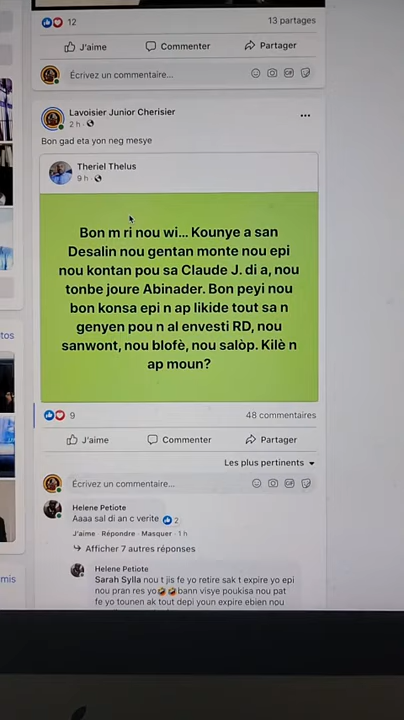 12
13 partages
J'aime
Commenter
Partager
Écrivez un commentaire...
Lavoisier Junior Cherisier
2 h
Bon gad eta yon neg mesye
Theriel Thelus
9 h
Bon m ri nou wi... Kounye a san
Desalin nou gentan monte nou epi
nou kontan pou sa Claude J. di a, nou
tonbe joure Abinader. Bon peyi nou
bon konsa epi n ap likide tout sa n
genyen pou n al envesti RD, nou
sanwont, nou blofè, nou salòp. Kilè n
ap moun?
9
48 commentaires
J'aime
Commenter
Partager
Les plus pertinents
Écrivez un commentaire...
Helene Petiote
Aaaa sal di an c verite
2
J'aime · Répondre · Masquer · 1 h
Afficher 7 autres réponses
Helene Petiote
Sarah Sylla nou t jis fe yo retire sak t expire yo epi
nou pran res yo🤣🤣bann visye poukisa nou pat
fe yo tounen ak tout depi youn expire ebien nou